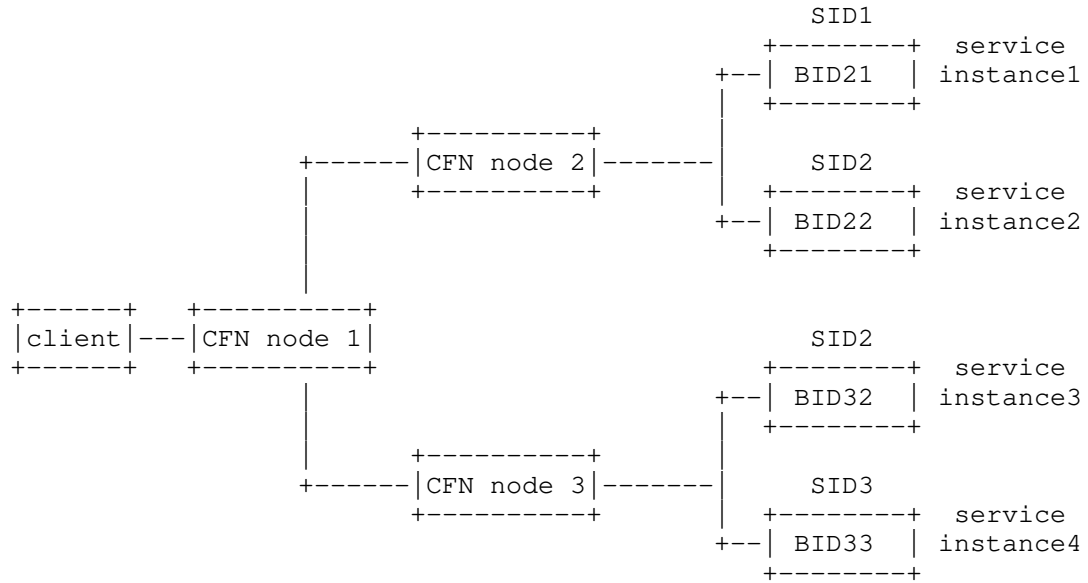 SID1
service
BID21 instance1
CFN node 2 SID2
service
BID22 instance2
client CFN node 1 SID2
service
BID32 instance3
CFN node 3 SID3
service
BID33 instance4